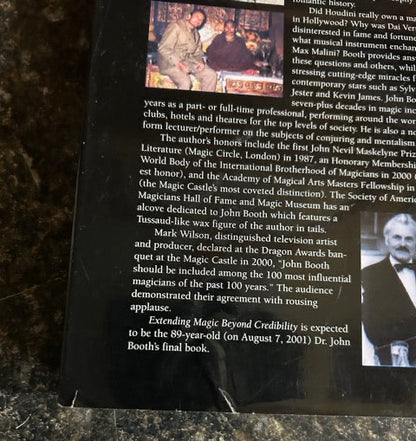 romantic history.
Did Houdini really own a
in Hollywood? Why was Dai Ver
disinterested in fame and fortune
what musical instrument enchan
Max Malini? Booth provides ans
these questions and others, whil
stressing cutting-edge miracles
contemporary stars such as Sylv
Jester and Kevin James. John Bo
years as a part- or full-time professional, performing around the wor
clubs, hotels and theatres for the top levels of society. He is also a
form lecturer/performer on the subjects of conjuring and mentalism.
The author's honors include the first John Nevil Maskelyne Priz
Literature (Magic Circle, London) in 1987, an Honorary Membership
World Body of the International Brotherhood of Magicians in 2000 (
est honor), and the Academy of Magical Arts Masters Fellowship in
(the Magic Castle's most coveted distinction). The Society of Americ
Magicians Hall of Fame and Magic Museum has an
alcove dedicated to John Booth which features a
Tussaud-like wax figure of the author in tails.
Mark Wilson, distinguished television artist
and producer, declared at the Dragon Awards ban-
quet at the Magic Castle in 2000, "John Booth
should be included among the 100 most influential
magicians of the past 100 years." The audience
demonstrated their agreement with rousing
applause.
Extending Magic Beyond Credibility is expected
to be the 89-year-old (on August 7, 2001) Dr. John
Booth's final book.